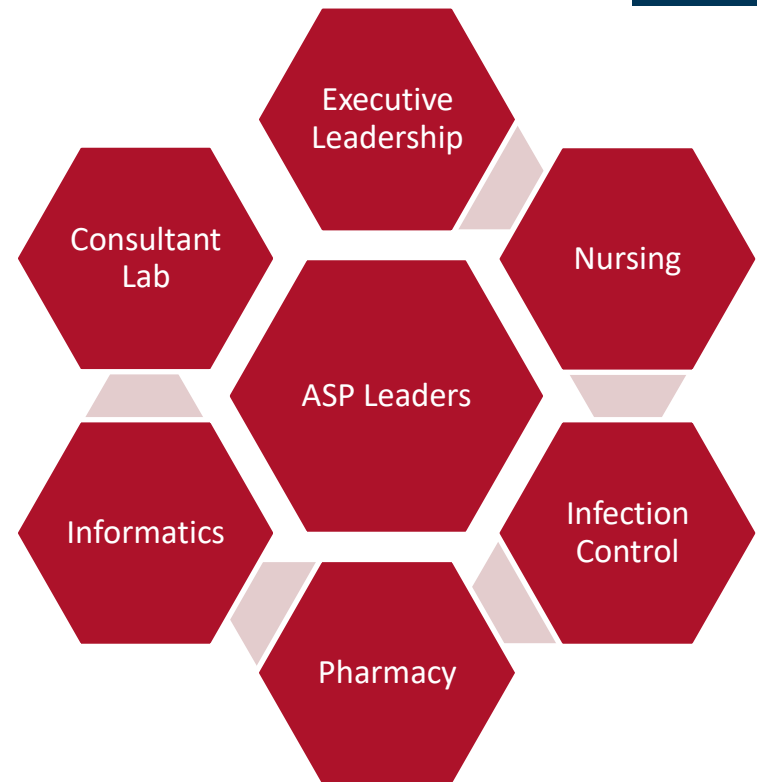 Executive
Leadership
Consultant
Lab
Nursing
ASP Leaders
Informatics
Infection
Control
Pharmacy